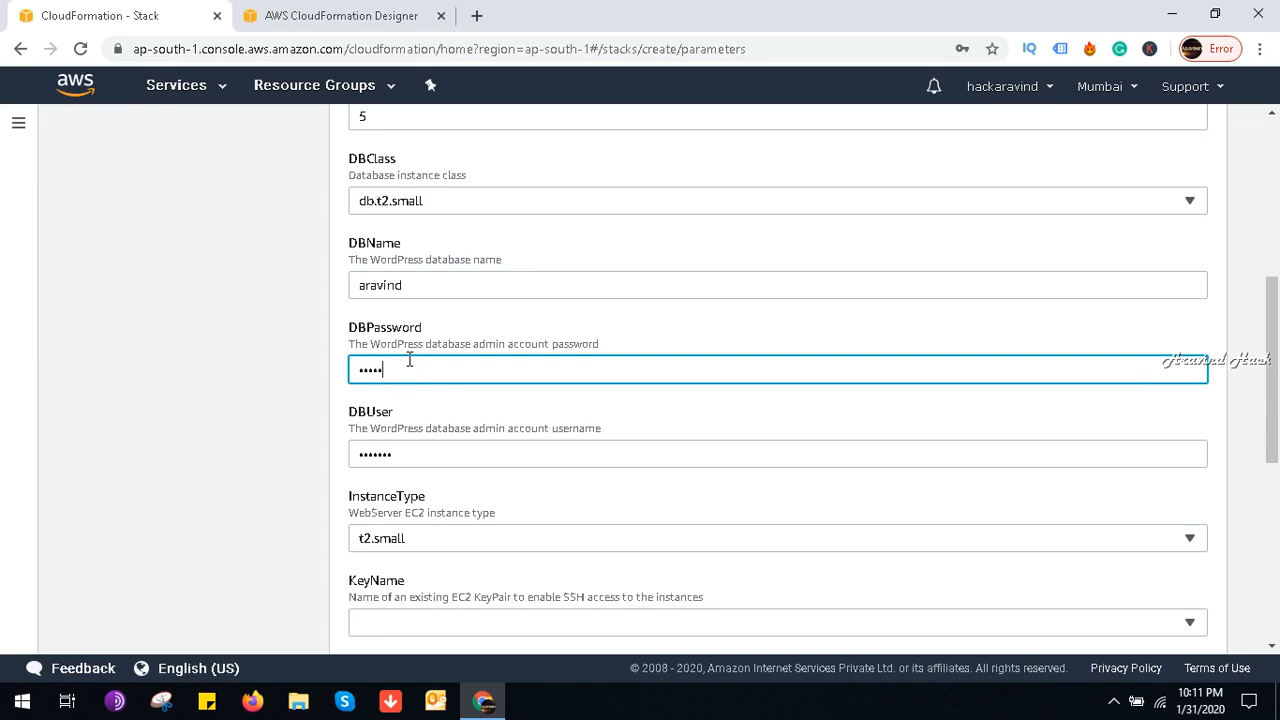 CloudFormation - Stack
AWS CloudFormation Designer
ap-south-1.console.aws.amazon.com/cloudformation/home?region=ap-south-1#/stacks/create/parameters
IQ
K
Error
aws
Services
Resource Groups
hackaravind
Mumbai
Support
5
DBClass
Database instance class
db.t2.small
DBName
The WordPress database name
aravind
DBPassword
The WordPress database admin account password
•••••
Aravind Hack
DBUser
The WordPress database admin account username
•••••••
InstanceType
WebServer EC2 instance type
t2.small
KeyName
Name of an existing EC2 KeyPair to enable SSH access to the instances
Feedback
English (US)
© 2008 - 2020, Amazon Internet Services Private Ltd. or its affiliates. All rights reserved.
Privacy Policy
Terms of Use
10:11 PM
1/31/2020